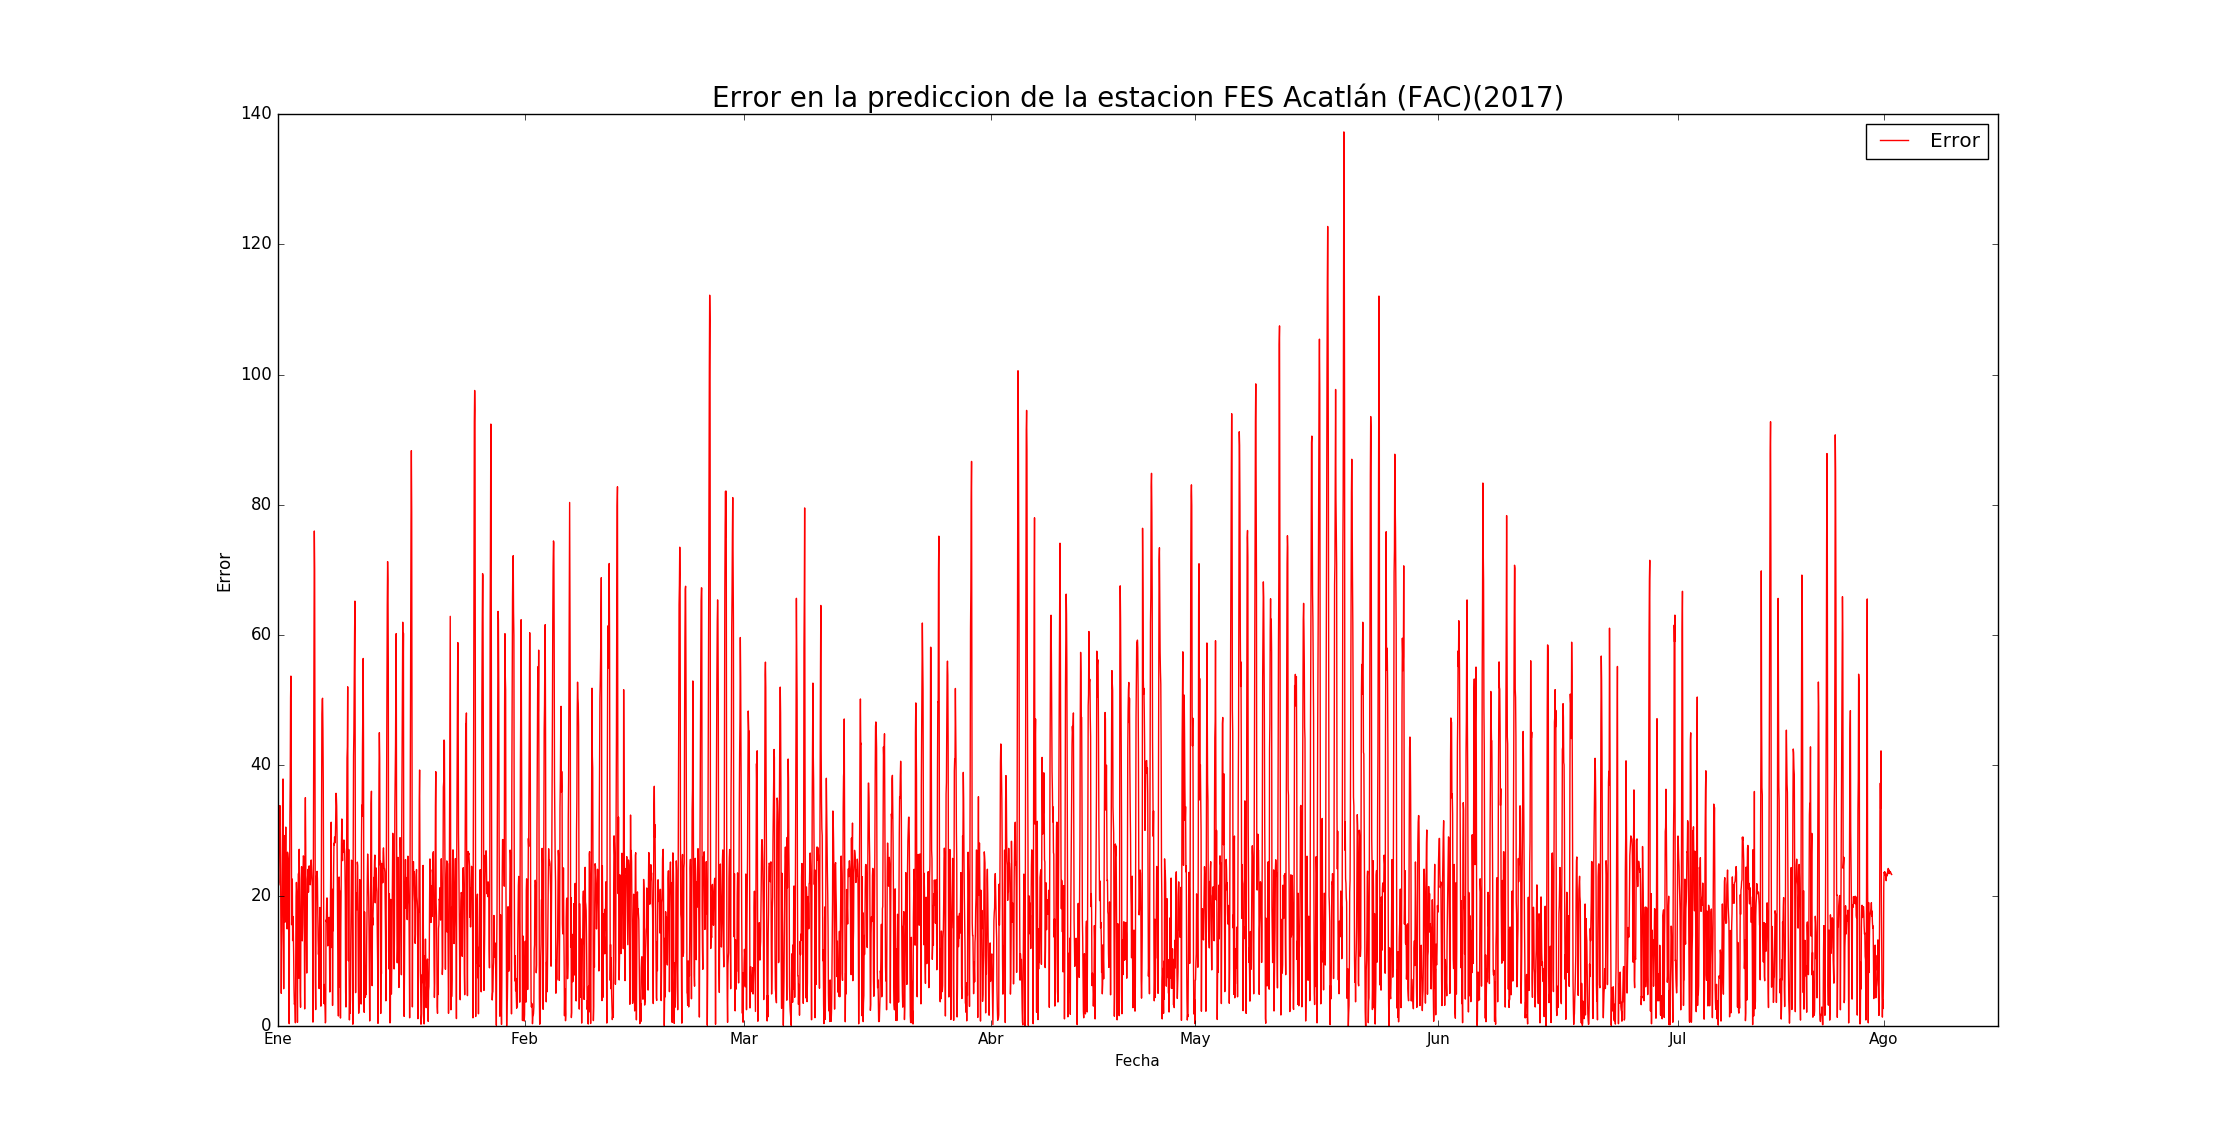 Error en la prediccion de la estacion FES Acatlán (FAC)(2017)
140
120
100
80
60
40
20
0
Error
Error
Ene Feb Mar Abr May Jun Jul Ago
Fecha